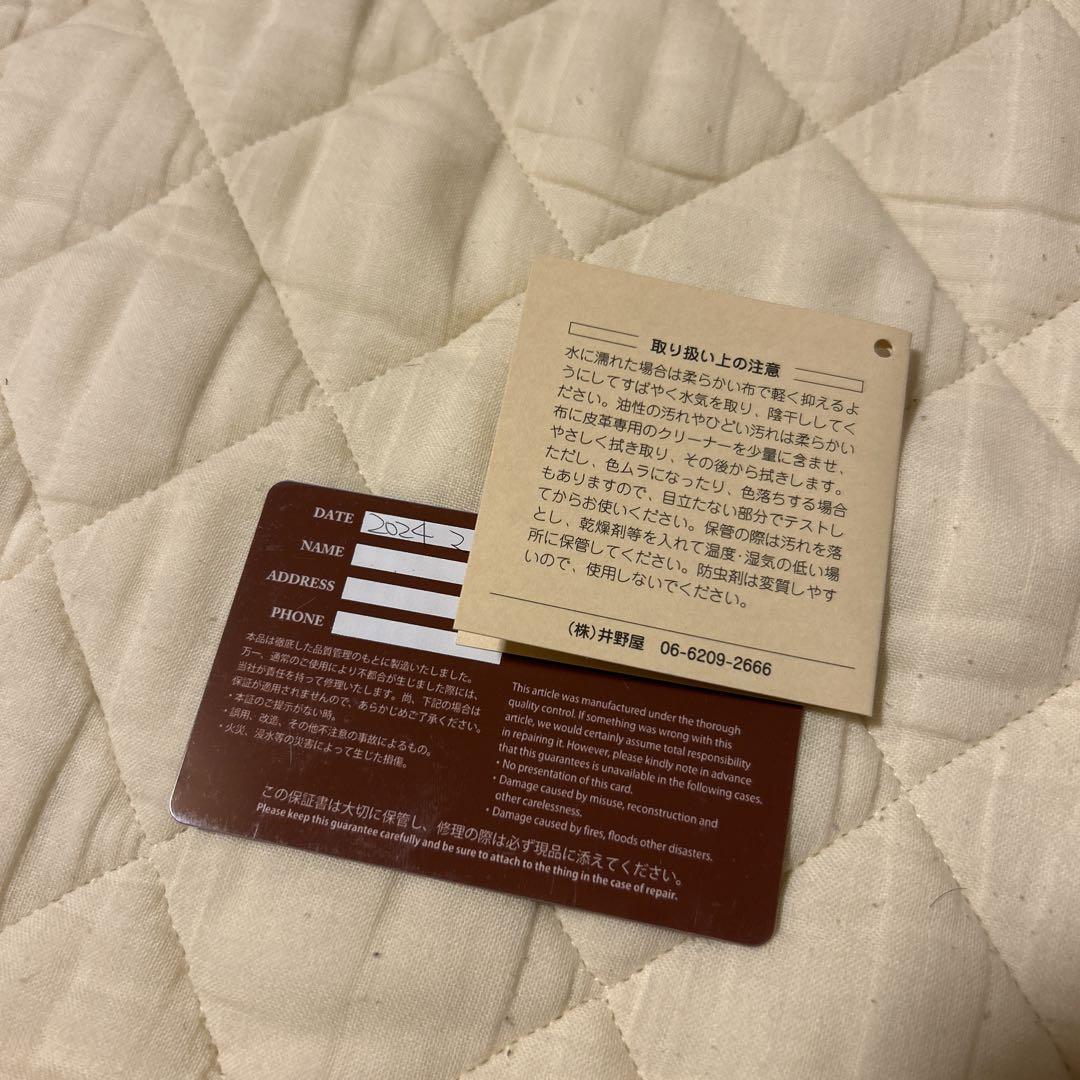 取り扱い上の注意
水に濡れた場合は柔らかい布で軽く抑えるよ
うにしてすばやく水気を取り、陰干ししてく
ださい。油性の汚れやひどい汚れは柔らかい
布に皮革専用のクリーナーを少量に含ませ、
やさしく拭き取り、その後から拭きします。
ただし、色ムラになったり、色落ちする場合
もありますので、目立たない部分でテストし
てからお使いください。保管の際は汚れを落
とし、乾燥剤等を入れて温度・湿気の低い場
所に保管してください。防虫剤は変質しやす
いので、使用しないでください。
(株)井野屋 06-6209-2666
DATE 2024 2
NAME
ADDRESS
PHONE
本品は徹底した品質管理のもとに製造いたしました。
万一、通常のご使用により不都合が生じました際には、
当社が責任を持って修理いたします。尚、下記の場合は
保証が適用されませんので、あらかじめご了承ください。
・本証のご提示がない時。
・誤用、改造、その他不注意の事故によるもの。
・火災、浸水等の災害によって生じた損傷。
This article was manufactured under the thorough
quality control. If something was wrong with this
article, we would certainly assume total responsibility
in repairing it. However, please kindly note in advance
that this guarantees is unavailable in the following cases.
・No presentation of this card.
・Damage caused by misuse, reconstruction and
other carelessness.
・Damage caused by fires, floods other disasters.
この保証書は大切に保管し、修理の際は必ず現品に添えてください。
Please keep this guarantee carefully and be sure to attach to the thing in the case of repair.